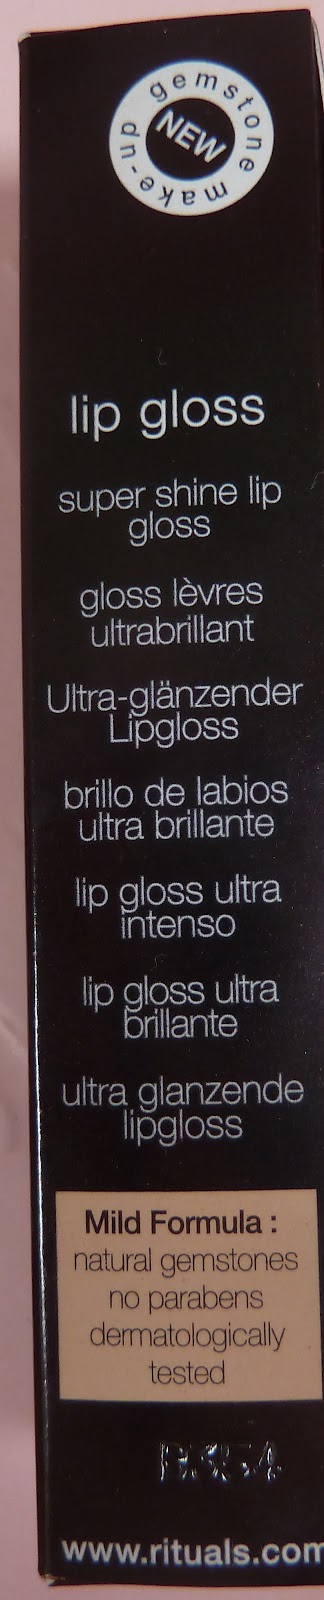 gemstone make-up
NEW
lip gloss
super shine lip
gloss
gloss lèvres
ultrabrillant
Ultra-glänzender
Lipgloss
brillo de labios
ultra brillante
lip gloss ultra
intenso
lip gloss ultra
brillante
ultra glanzende
lipgloss
Mild Formula :
natural gemstones
no parabens
dermatologically
tested
www.rituals.com